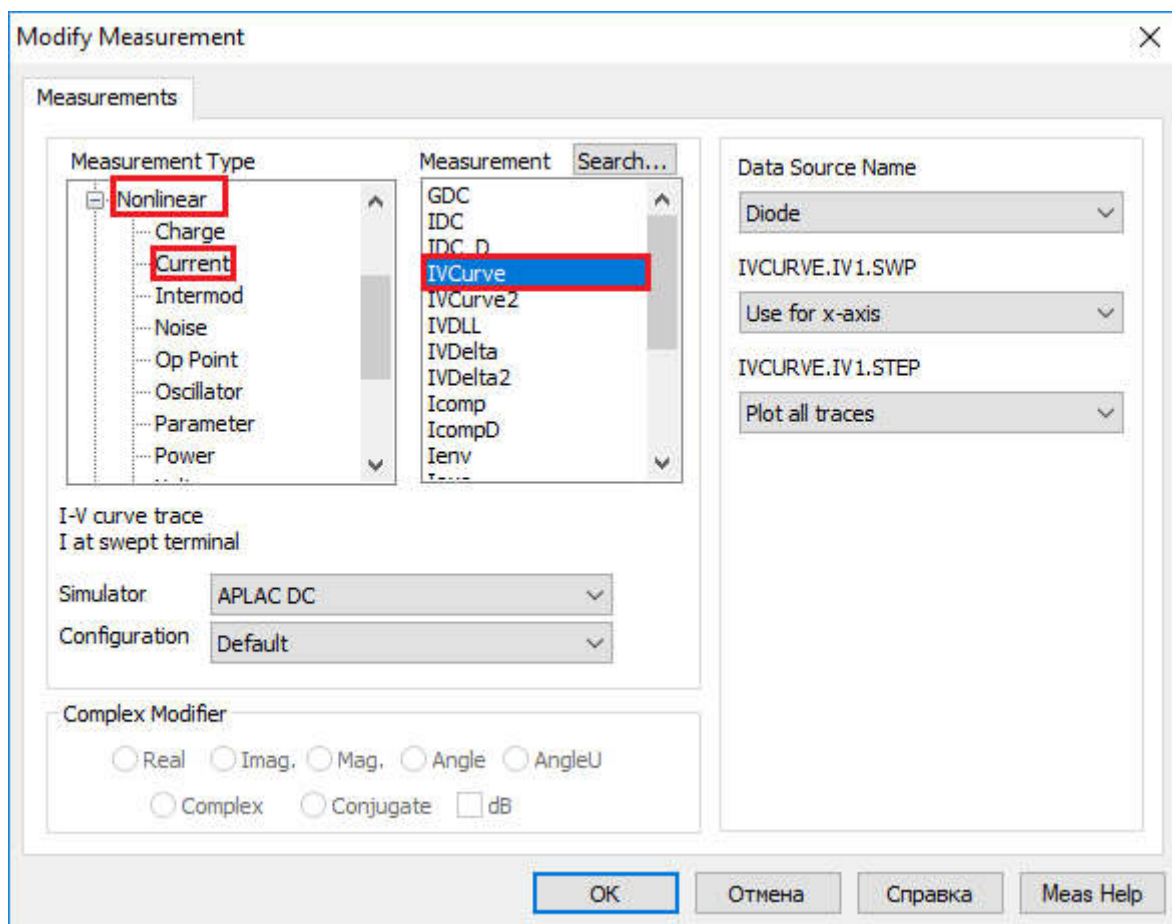 Modify Measurement
Measurements
Measurement Type
Nonlinear
Charge
Current
Intermod
Noise
Op Point
Oscillator
Parameter
Power
Measurement
Search...
GDC
IDC
IDC_D
IVCurve
IVCurve2
IVDLL
IVDelta
IVDelta2
Icomp
IcompD
Ienv
I-V curve trace
I at swept terminal
Simulator
APLAC DC
Configuration
Default
Complex Modifier
Real Imag. Mag. Angle AngleU
Complex Conjugate dB
Data Source Name
Diode
IVCURVE.IV1.SWP
Use for x-axis
IVCURVE.IV1.STEP
Plot all traces
OK Отмена Справка Meas Help